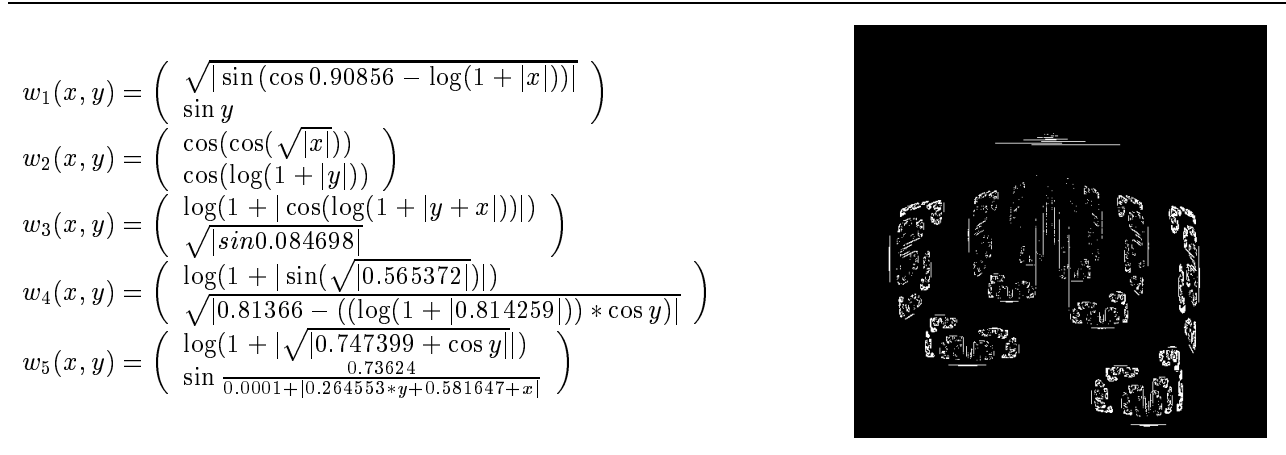 w₁(x, y) = ( √|sin (cos 0.90856 − log(1 + |x|))|
sin y )
w₂(x, y) = ( cos(cos(√|x|))
cos(log(1 + |y|)) )
w₃(x, y) = ( log(1 + |cos(log(1 + |y + x|))|)
√|sin0.084698| )
w₄(x, y) = ( log(1 + |sin(√|0.565372|)|)
√|0.81366 − ((log(1 + |0.814259|)) ∗ cos y)| )
w₅(x, y) = ( log(1 + |√|0.747399 + cos y||)
sin 0.73624 / 0.0001+|0.264553∗y+0.581647+x| )